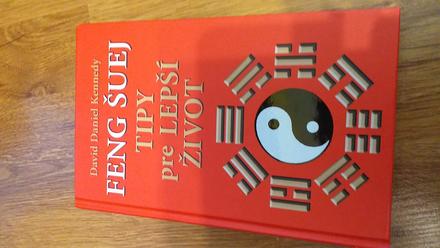 David Daniel Kennedy
FENG ŠUEJ
TIPY
pre LEPŠÍ
ŽIVOT